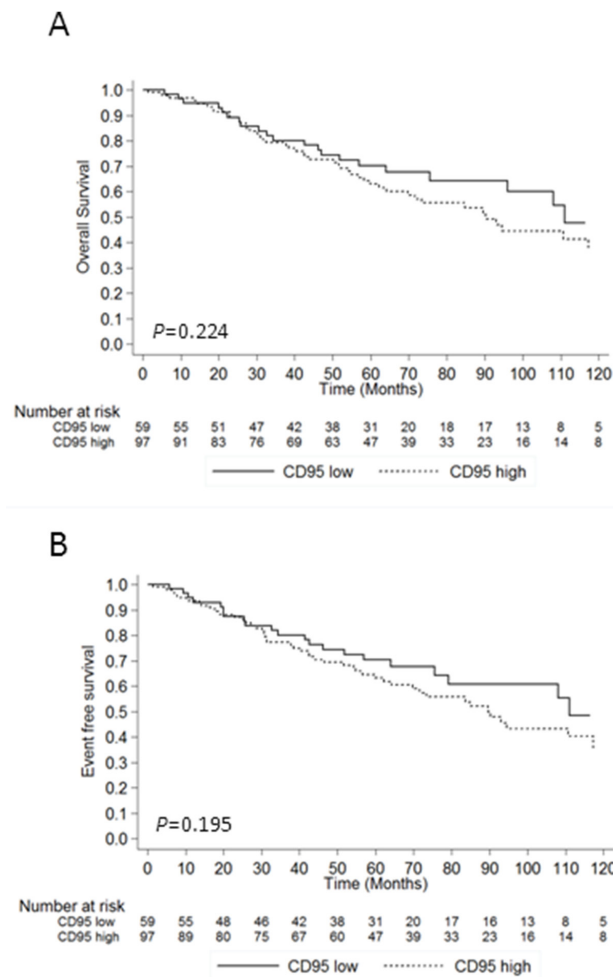 A
Overall Survival
1.0
0.9
0.8
0.7
0.6
0.5
0.4
0.3
0.2
0.1
0.0
P=0.224
0 10 20 30 40 50 60 70 80 90 100 110 120
Time (Months)
Number at risk
CD95 low 59 55 51 47 42 38 31 20 18 17 13 8 5
CD95 high 97 91 83 76 69 63 47 39 33 23 16 14 8
CD95 low CD95 high
B
Event free survival
1.0
0.9
0.8
0.7
0.6
0.5
0.4
0.3
0.2
0.1
0.0
P=0.195
0 10 20 30 40 50 60 70 80 90 100 110 120
Time (Months)
Number at risk
CD95 low 59 55 48 46 42 38 31 20 17 16 13 8 5
CD95 high 97 89 80 75 67 60 47 39 33 23 16 14 8
CD95 low CD95 high